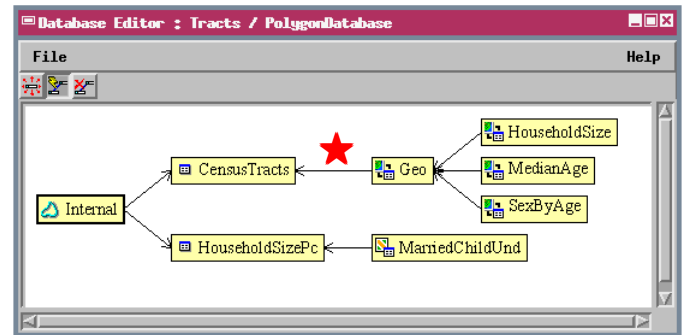 Database Editor : Tracts / PolygonDatabase
File Help
HouseholdSize
CensusTracts Geo MedianAge
Internal SexByAge
HouseholdSizePc MarriedChildUnd